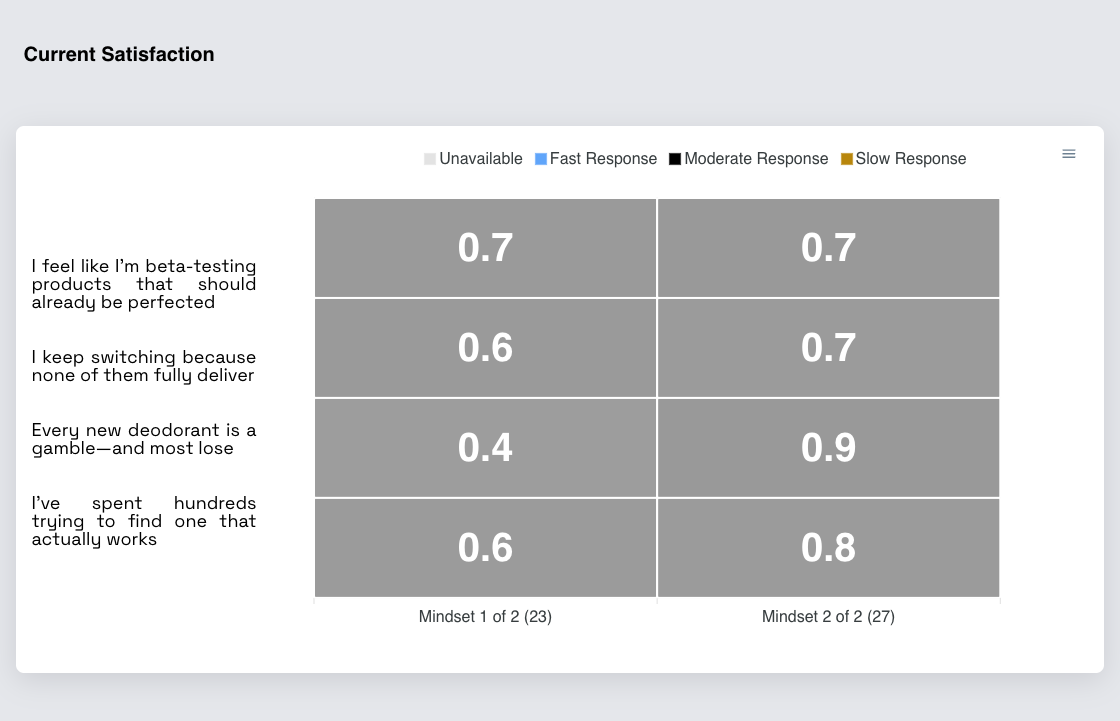 Current Satisfaction
Unavailable Fast Response Moderate Response Slow Response
I feel like I'm beta-testing
products that should
already be perfected
I keep switching because
none of them fully deliver
Every new deodorant is a
gamble—and most lose
I've spent hundreds
trying to find one that
actually works
0.7 0.7
0.6 0.7
0.4 0.9
0.6 0.8
Mindset 1 of 2 (23) Mindset 2 of 2 (27)